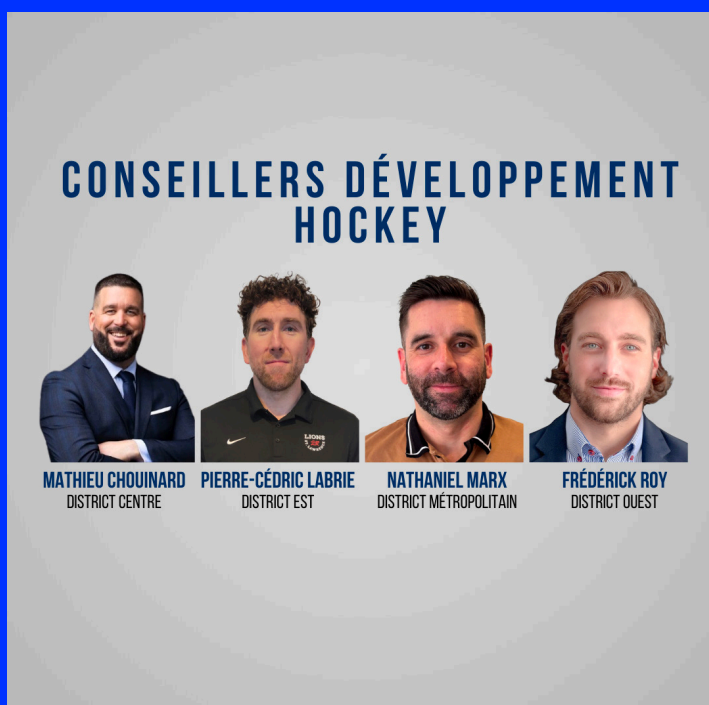 CONSEILLERS DÉVELOPPEMENT
HOCKEY
LIONS
MATHIEU CHOUINARD
DISTRICT CENTRE
PIERRE-CÉDRIC LABRIE
DISTRICT EST
NATHANIEL MARX
DISTRICT MÉTROPOLITAIN
FRÉDÉRICK ROY
DISTRICT OUEST